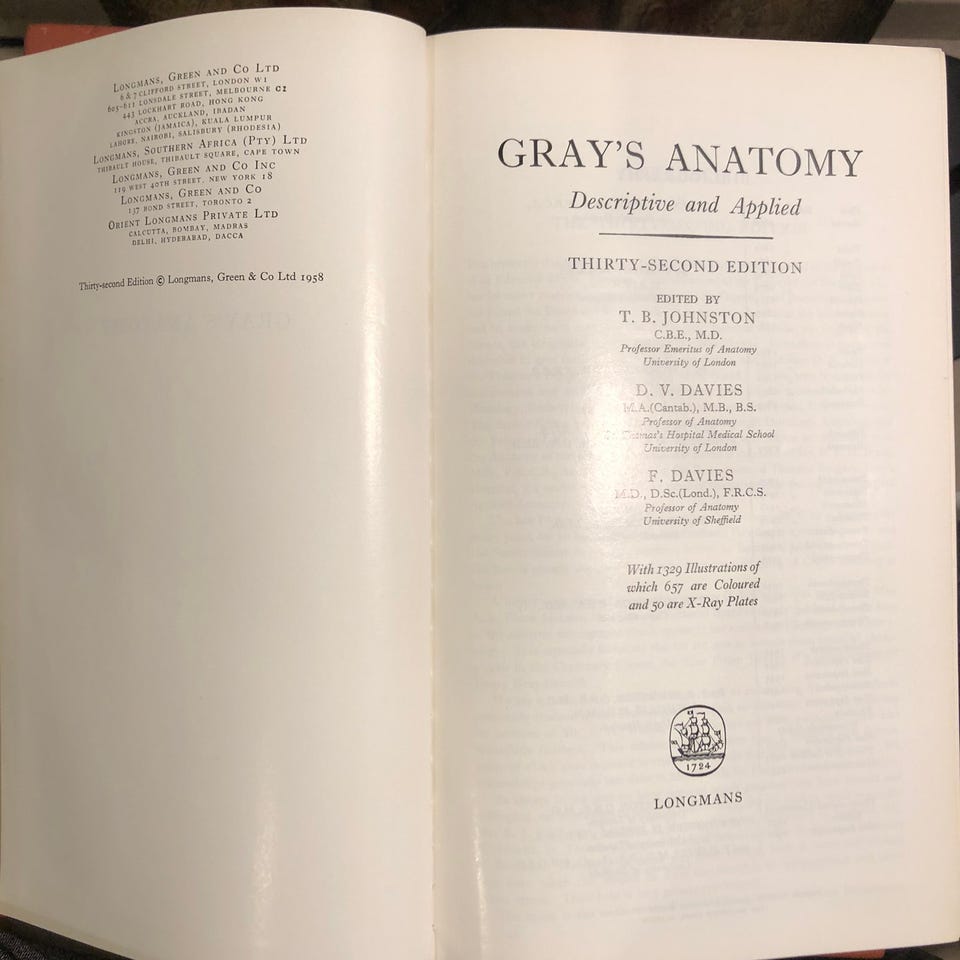 LONGMANS, GREEN AND CO LTD
6 & 7 CLIFFORD STREET, LONDON W1
605-611 LONSDALE STREET, MELBOURNE C1
443 LOCKHART ROAD, HONG KONG
ACCRA, AUCKLAND, IBADAN
KINGSTON (JAMAICA), KUALA LUMPUR
LAHORE, NAIROBI, SALISBURY (RHODESIA)
LONGMANS, SOUTHERN AFRICA (PTY) LTD
THIBAULT HOUSE, THIBAULT SQUARE, CAPE TOWN
LONGMANS, GREEN AND CO INC
119 WEST 40TH STREET, NEW YORK 18
LONGMANS, GREEN AND CO
137 BOND STREET, TORONTO 2
ORIENT LONGMANS PRIVATE LTD
CALCUTTA, BOMBAY, MADRAS
DELHI, HYDERABAD, DACCA
Thirty-second Edition © Longmans, Green & Co Ltd 1958
GRAY'S ANATOMY
Descriptive and Applied
THIRTY-SECOND EDITION
EDITED BY
T. B. JOHNSTON
C.B.E., M.D.
Professor Emeritus of Anatomy
University of London
D. V. DAVIES
M.A.(Cantab.), M.B., B.S.
Professor of Anatomy
St. Thomas's Hospital Medical School
University of London
F. DAVIES
M.D., D.Sc.(Lond.), F.R.C.S.
Professor of Anatomy
University of Sheffield
With 1329 Illustrations of
which 657 are Coloured
and 50 are X-Ray Plates
1724
LONGMANS